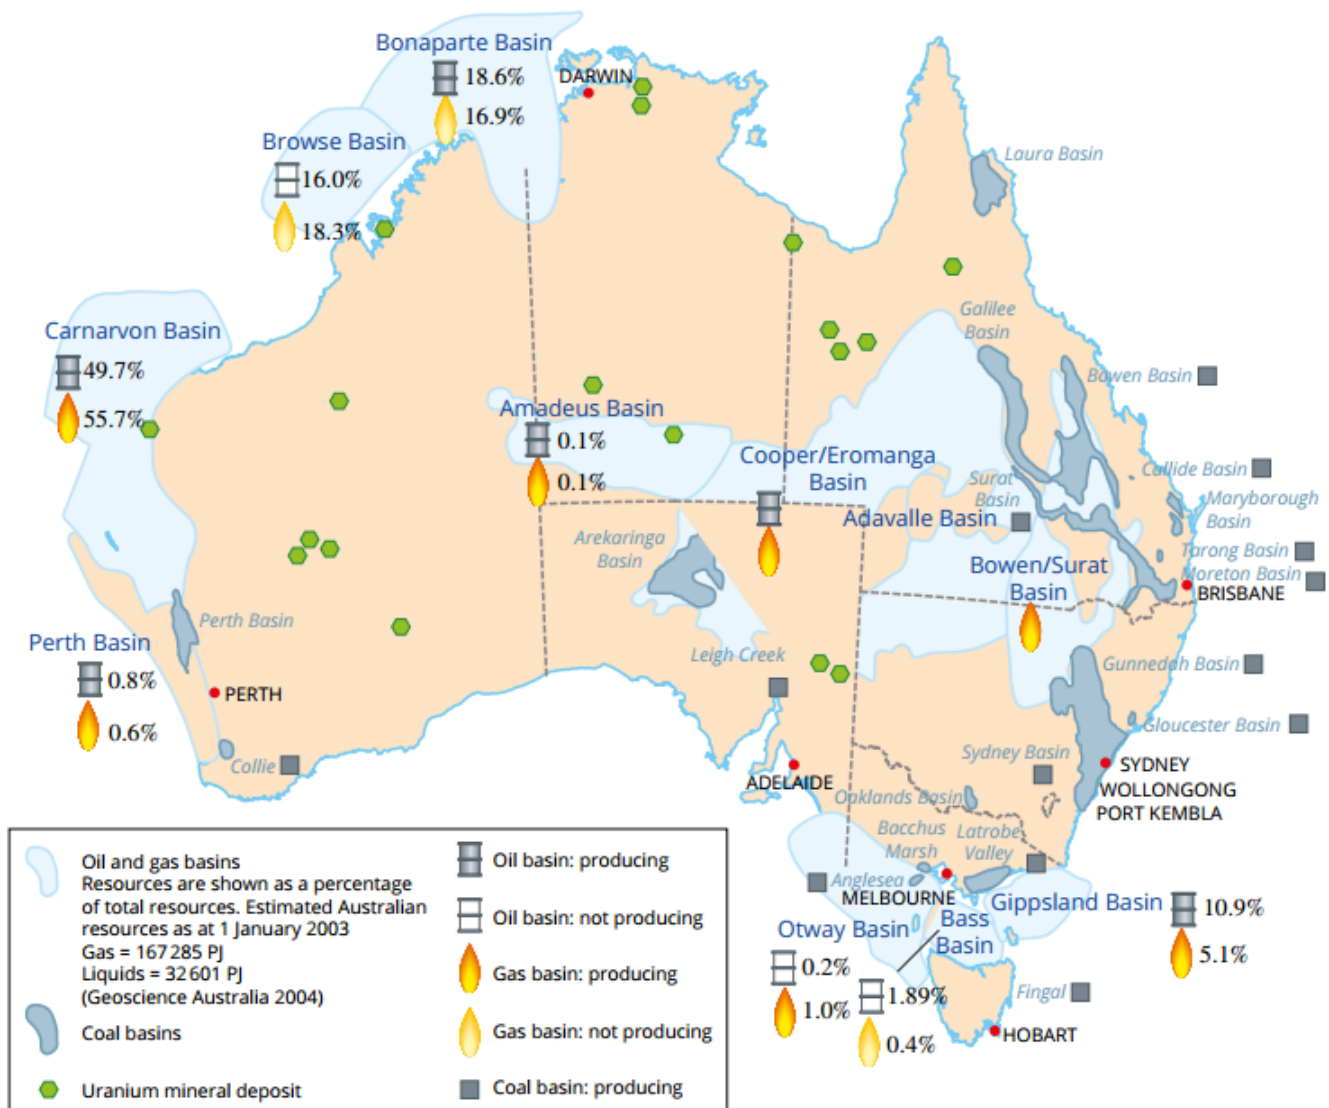 Bonaparte Basin
18.6%
16.9%
DARWIN
Browse Basin
16.0%
18.3%
Laura Basin
Carnarvon Basin
49.7%
55.7%
Galilee
Basin
Bowen Basin
Amadeus Basin
0.1%
0.1%
Cooper/Eromanga
Basin
Surat
Basin
Adavalle Basin
Callide Basin
Maryborough
Basin
Arekaringa
Basin
Tarong Basin
Moreton Basin
BRISBANE
Bowen/Surat
Basin
Perth Basin
Perth Basin
0.8%
0.6%
PERTH
Leigh Creek
Gunnedah Basin
Gloucester Basin
Collie
ADELAIDE
Sydney Basin
SYDNEY
WOLLONGONG
PORT KEMBLA
Oaklands Basin
Bacchus
Marsh
Latrobe
Valley
Anglesea
MELBOURNE
Gippsland Basin
10.9%
5.1%
Otway Basin
0.2%
1.0%
Bass
Basin
1.89%
0.4%
Fingal
HOBART
Oil and gas basins
Resources are shown as a percentage
of total resources. Estimated Australian
resources as at 1 January 2003
Gas = 167 285 PJ
Liquids = 32 601 PJ
(Geoscience Australia 2004)
Coal basins
Uranium mineral deposit
Oil basin: producing
Oil basin: not producing
Gas basin: producing
Gas basin: not producing
Coal basin: producing